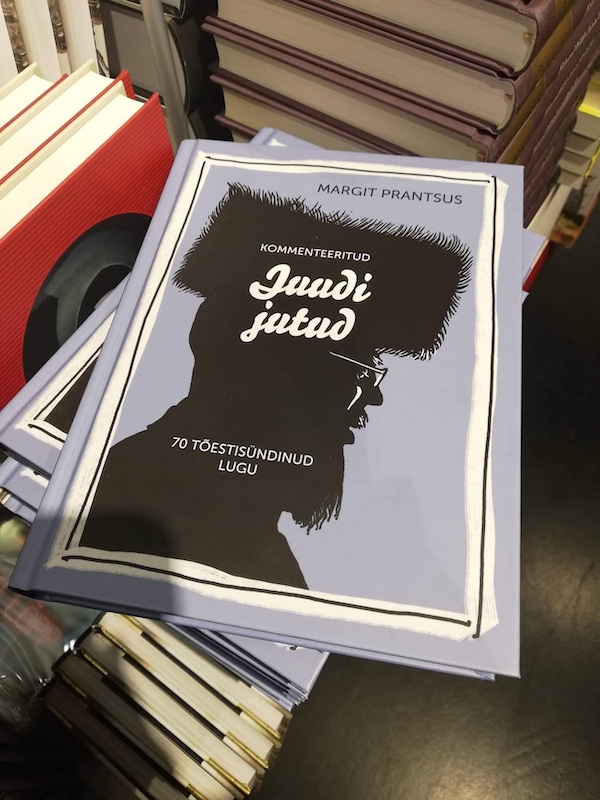 MARGIT PRANTSUS
KOMMENTEERITUD
Juudi
jutud
70 TÕESTISÜNDINUD
LUGU